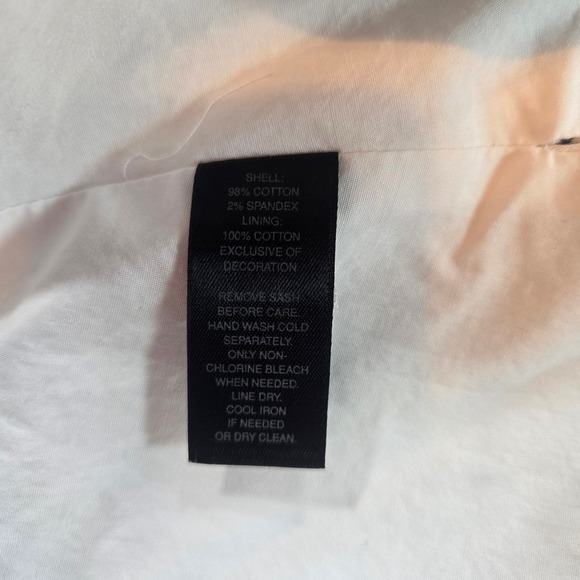 SHELL:
98% COTTON
2% SPANDEX
LINING:
100% COTTON
EXCLUSIVE OF
DECORATION
REMOVE SASH
BEFORE CARE.
HAND WASH COLD
SEPARATELY.
ONLY NON-
CHLORINE BLEACH
WHEN NEEDED.
LINE DRY.
COOL IRON
IF NEEDED
OR DRY CLEAN.